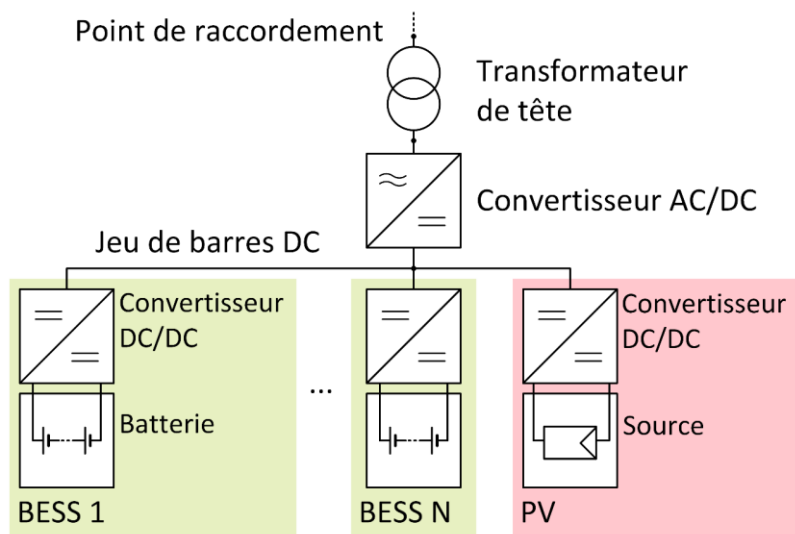 Point de raccordement
Transformateur
de tête
Convertisseur AC/DC
Jeu de barres DC
Convertisseur
DC/DC
Batterie
BESS 1
...
BESS N
Convertisseur
DC/DC
Source
PV